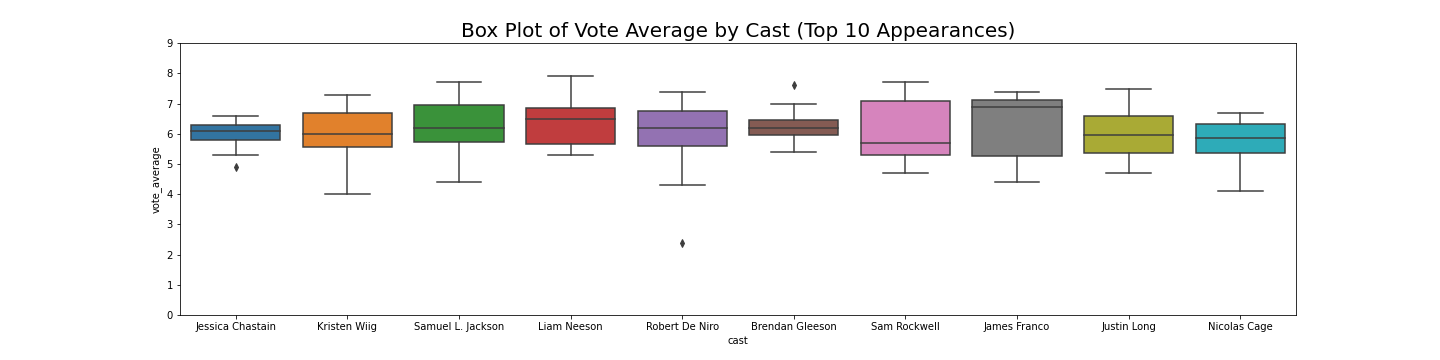 Box Plot of Vote Average by Cast (Top 10 Appearances)
vote_average
9
8
7
6
5
4
3
2
1
0
Jessica Chastain
Kristen Wiig
Samuel L. Jackson
Liam Neeson
Robert De Niro
Brendan Gleeson
Sam Rockwell
James Franco
Justin Long
Nicolas Cage
cast